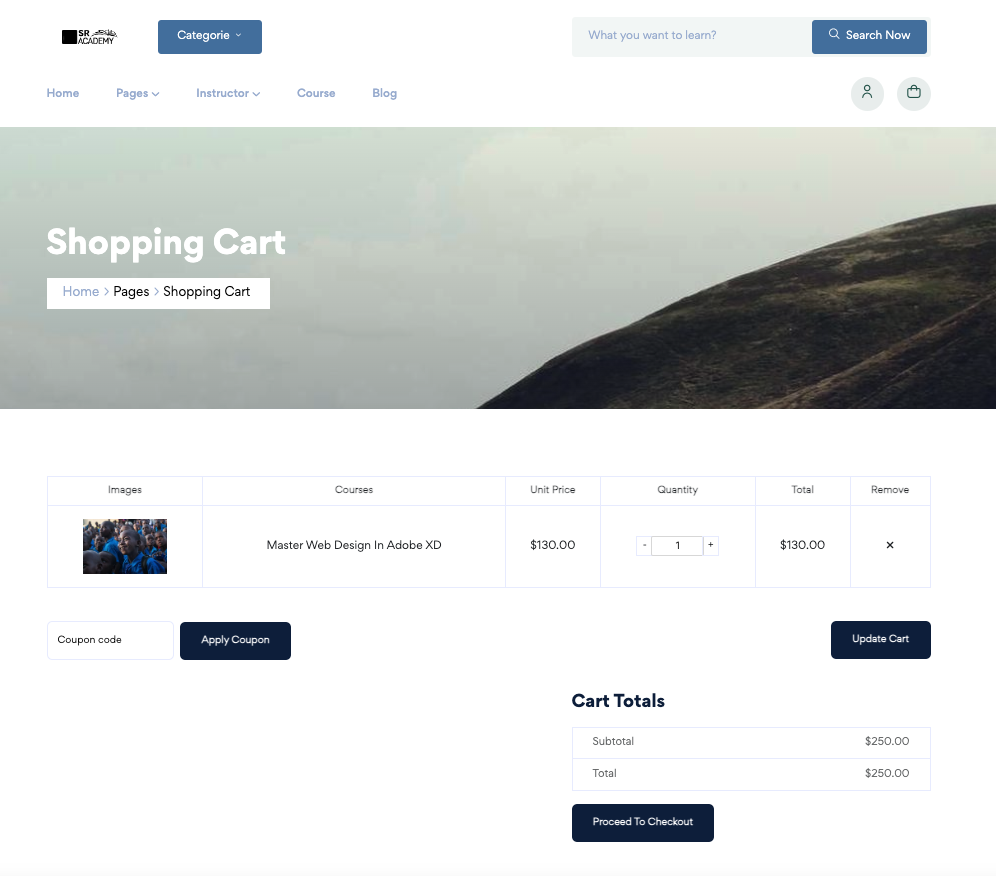 SR
ACADEMY
Categorie
What you want to learn?
Search Now
Home Pages Instructor Course Blog
Shopping Cart
Home > Pages > Shopping Cart
Images Courses Unit Price Quantity Total Remove
Master Web Design In Adobe XD $130.00 - 1 + $130.00 ×
Coupon code Apply Coupon Update Cart
Cart Totals
Subtotal $250.00
Total $250.00
Proceed To Checkout